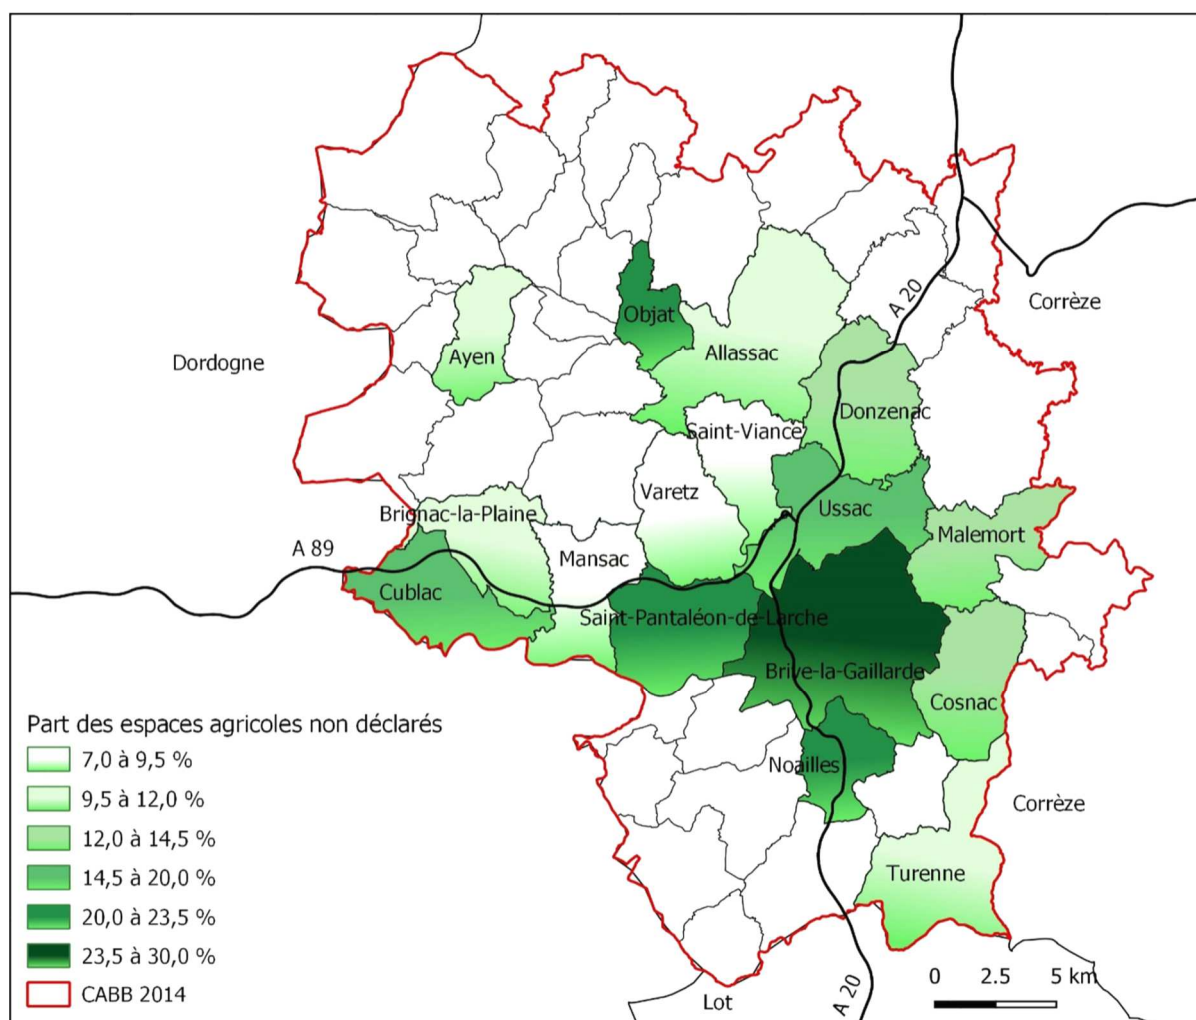 A 20
Corrèze
Objat
Dordogne
Ayen
Allassac
Donzenac
Saint-Viance
Varetz
Ussac
Brignac-la-Plaine
Malemort
A 89
Mansac
Cublac
Saint-Pantaléon-de-Larche
Brive-la-Gaillarde
Cosnac
Noailles
Corrèze
Turenne
Part des espaces agricoles non déclarés
7,0 à 9,5 %
9,5 à 12,0 %
12,0 à 14,5 %
14,5 à 20,0 %
20,0 à 23,5 %
23,5 à 30,0 %
CABB 2014
0 2.5 5 km
Lot
A 20